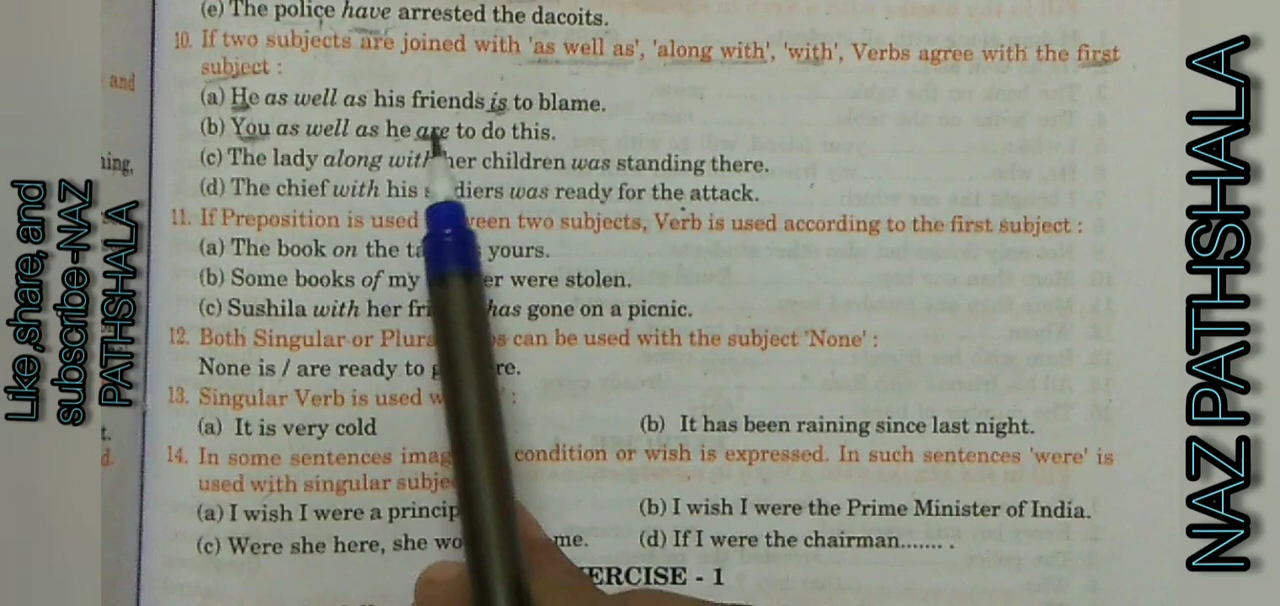 (e) The police have arrested the dacoits.
10. If two subjects are joined with 'as well as', 'along with', 'with', Verbs agree with the first
subject :
(a) He as well as his friends is to blame.
(b) You as well as he are to do this.
(c) The lady along with her children was standing there.
(d) The chief with his diers was ready for the attack.
11. If Preposition is used een two subjects, Verb is used according to the first subject :
(a) The book on the ta yours.
(b) Some books of my er were stolen.
(c) Sushila with her fri has gone on a picnic.
12. Both Singular or Plura s can be used with the subject 'None' :
None is / are ready to g re.
13. Singular Verb is used w ' :
(a) It is very cold
(b) It has been raining since last night.
14. In some sentences imag condition or wish is expressed. In such sentences 'were' is
used with singular subje
(a) I wish I were a princip
(b) I wish I were the Prime Minister of India.
(c) Were she here, she wo me.
(d) If I were the chairman....... .
ERCISE - 1
and
ning,
t.
d.
Like ,share, and
subscribe -NAZ
PATHSHALA
NAZ PATHSHALA